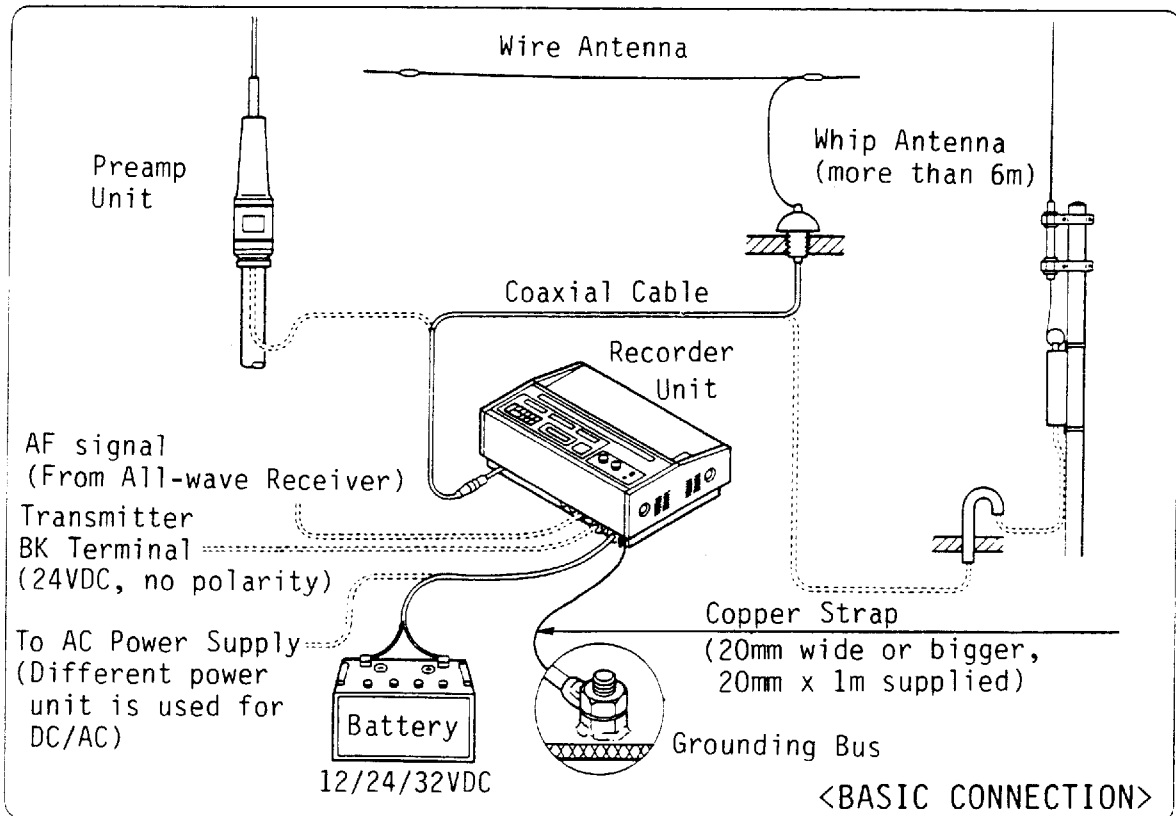 Wire Antenna
Preamp
Unit
Whip Antenna
(more than 6m)
Coaxial Cable
Recorder
Unit
AF signal
(From All-wave Receiver)
Transmitter
BK Terminal
(24VDC, no polarity)
To AC Power Supply
(Different power
unit is used for
DC/AC)
Battery
12/24/32VDC
Copper Strap
(20mm wide or bigger,
20mm x 1m supplied)
Grounding Bus
<BASIC CONNECTION>